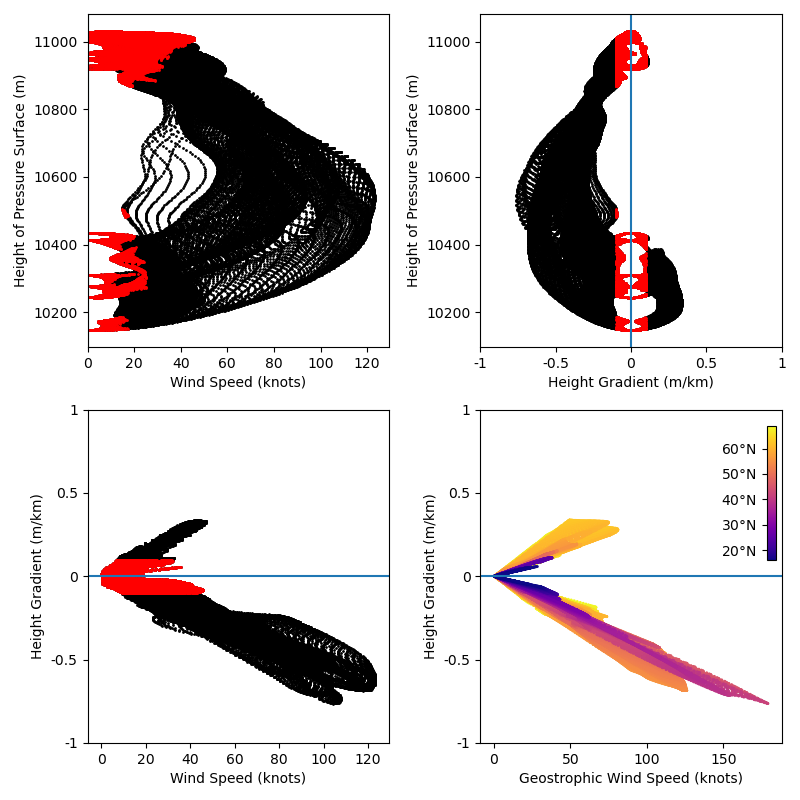 11000
10800
10600
10400
10200
0 20 40 60 80 100 120
Wind Speed (knots)
Height of Pressure Surface (m)
11000
10800
10600
10400
10200
-1 -0.5 0 0.5 1
Height Gradient (m/km)
Height of Pressure Surface (m)
1
0.5
0
-0.5
-1
0 20 40 60 80 100 120
Wind Speed (knots)
Height Gradient (m/km)
1
0.5
0
-0.5
-1
0 50 100 150
Geostrophic Wind Speed (knots)
Height Gradient (m/km)
60°N
50°N
40°N
30°N
20°N